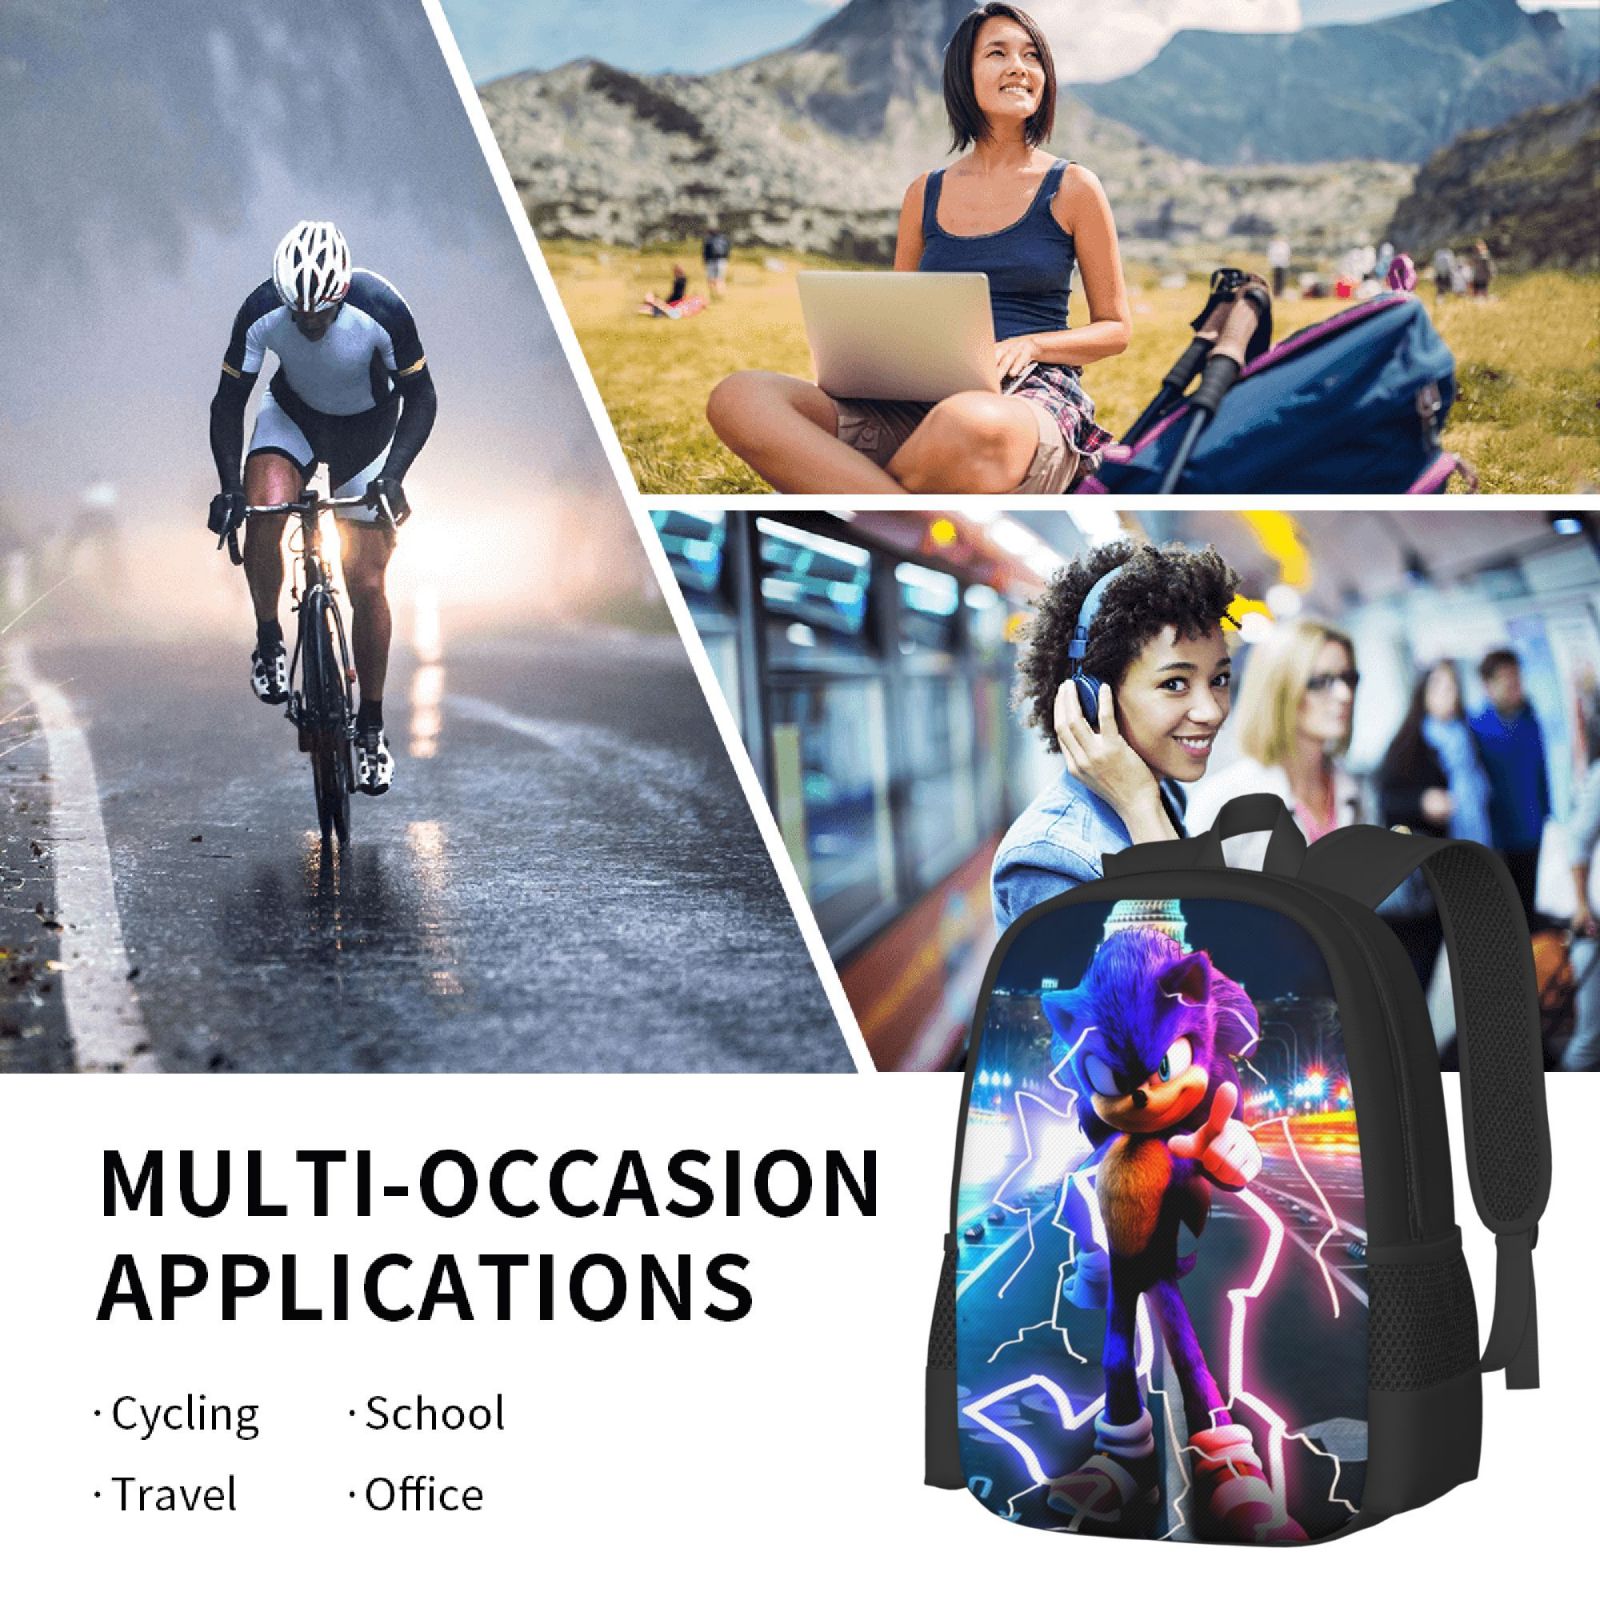 MULTI-OCCASION
APPLICATIONS
· Cycling
· School
· Travel
· Office